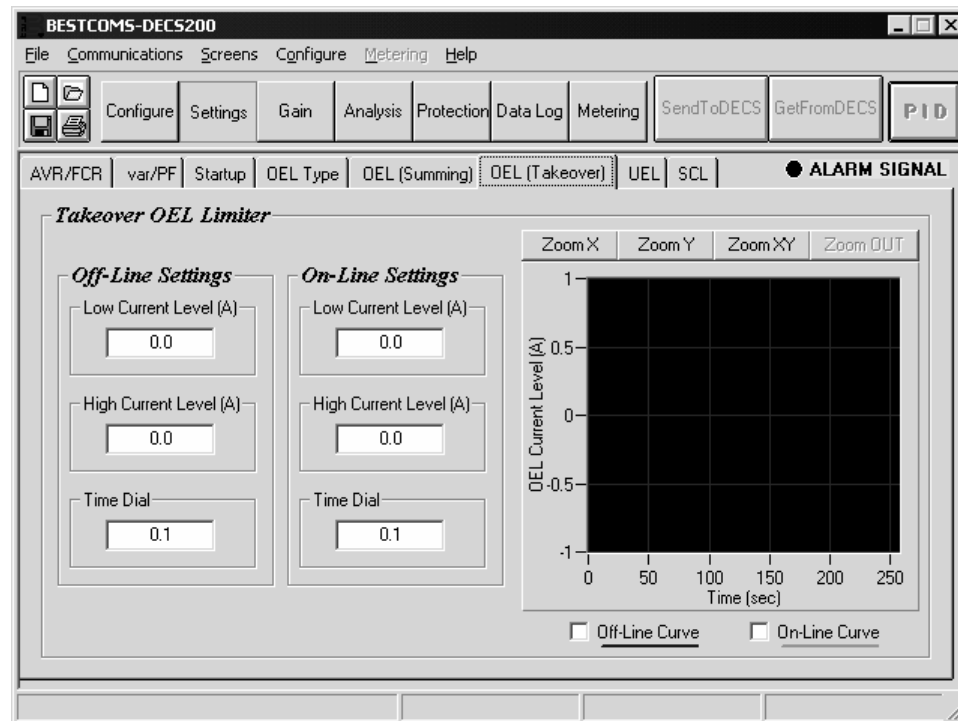 BESTCOMS-DECS200
File Communications Screens Configure Metering Help
Configure Settings Gain Analysis Protection Data Log Metering SendToDECS GetFromDECS PID
AVR/FCR var/PF Startup OEL Type OEL (Summing) OEL (Takeover) UEL SCL ALARM SIGNAL
Takeover OEL Limiter
Zoom X Zoom Y Zoom XY Zoom OUT
Off-Line Settings
Low Current Level (A)
0.0
High Current Level (A)
0.0
Time Dial
0.1
On-Line Settings
Low Current Level (A)
0.0
High Current Level (A)
0.0
Time Dial
0.1
OEL Current Level (A)
1
0.5
0
-0.5
-1
0 50 100 150 200 250
Time (sec)
Off-Line Curve On-Line Curve